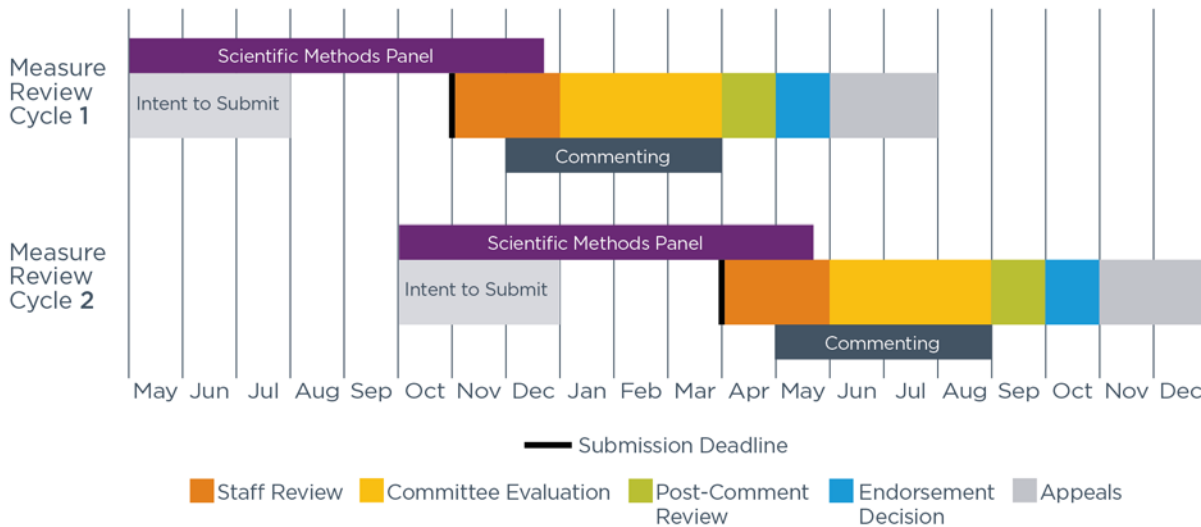 Scientific Methods Panel
Measure
Review
Cycle 1
Intent to Submit
Commenting
Scientific Methods Panel
Measure
Review
Cycle 2
Intent to Submit
Commenting
May Jun Jul Aug Sep Oct Nov Dec Jan Feb Mar Apr May Jun Jul Aug Sep Oct Nov Dec
Submission Deadline
Staff Review Committee Evaluation Post-Comment Review Endorsement Decision Appeals